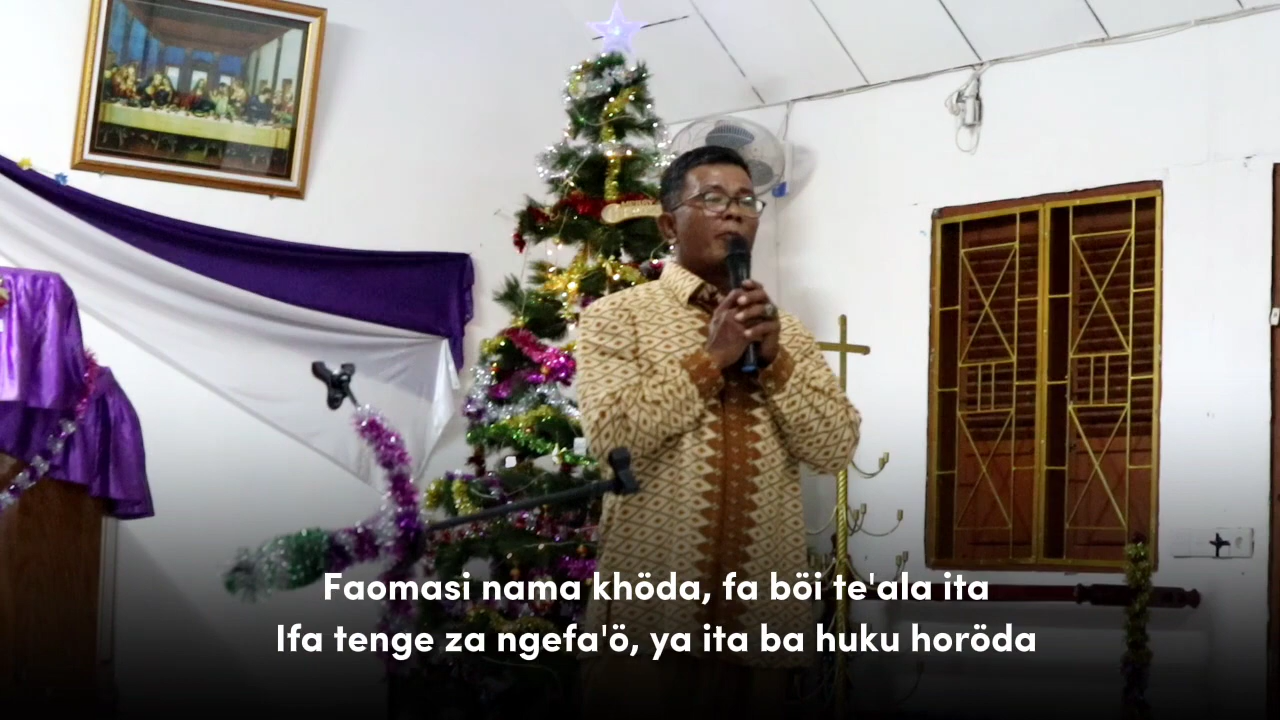 Faomasi nama khöda, fa böi te'ala ita
Ifa tenge za ngefa'ö, ya ita ba huku horöda